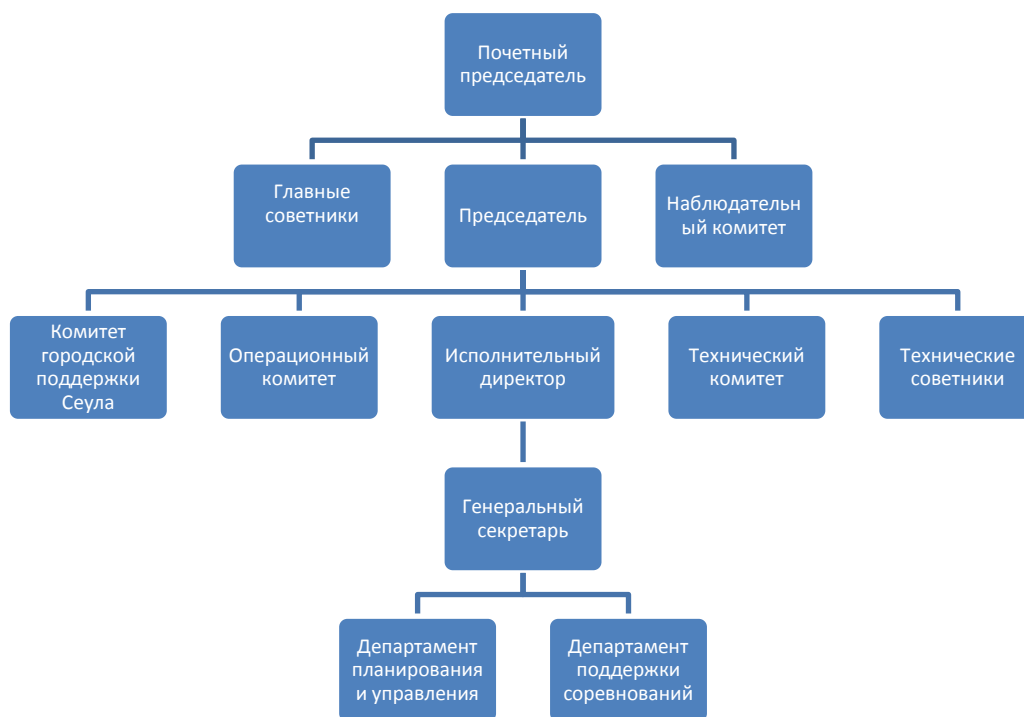 Почетный
председатель
Главные
советники
Председатель
Наблюдательн
ый комитет
Комитет
городской
поддержки
Сеула
Операционный
комитет
Исполнительный
директор
Технический
комитет
Технические
советники
Генеральный
секретарь
Департамент
планирования
и управления
Департамент
поддержки
соревнований